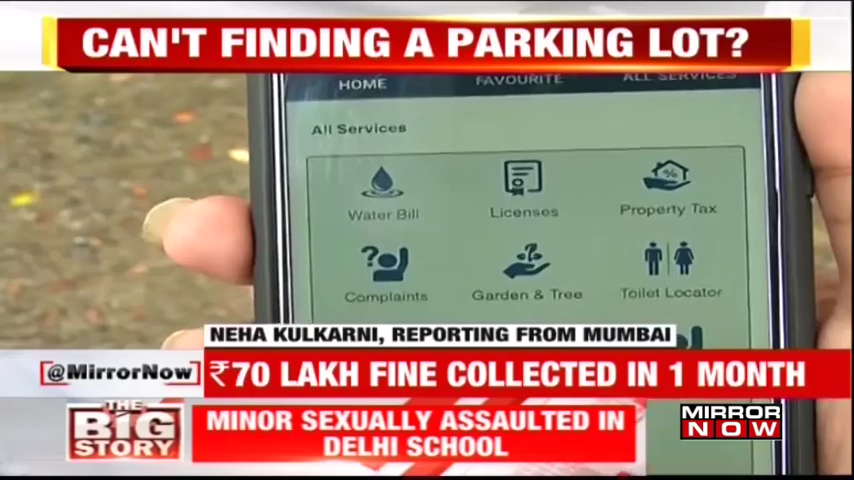 CAN'T FINDING A PARKING LOT?
HOME FAVOURITE ALL SERVICES
All Services
Water Bill Licenses Property Tax
Complaints Garden & Tree Toilet Locator
NEHA KULKARNI, REPORTING FROM MUMBAI
@MirrorNow ₹70 LAKH FINE COLLECTED IN 1 MONTH
THE BIG STORY
MINOR SEXUALLY ASSAULTED IN
DELHI SCHOOL
MIRROR
NOW